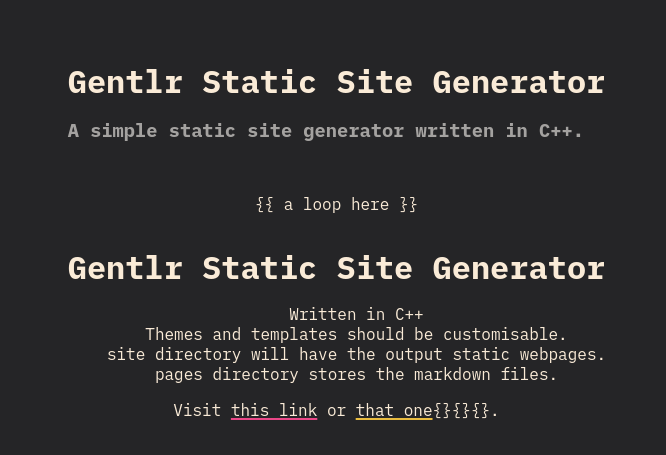 Gentlr Static Site Generator
A simple static site generator written in C++.
{{ a loop here }}
Gentlr Static Site Generator
Written in C++
Themes and templates should be customisable.
site directory will have the output static webpages.
pages directory stores the markdown files.
Visit this link or that one{}{}{}.